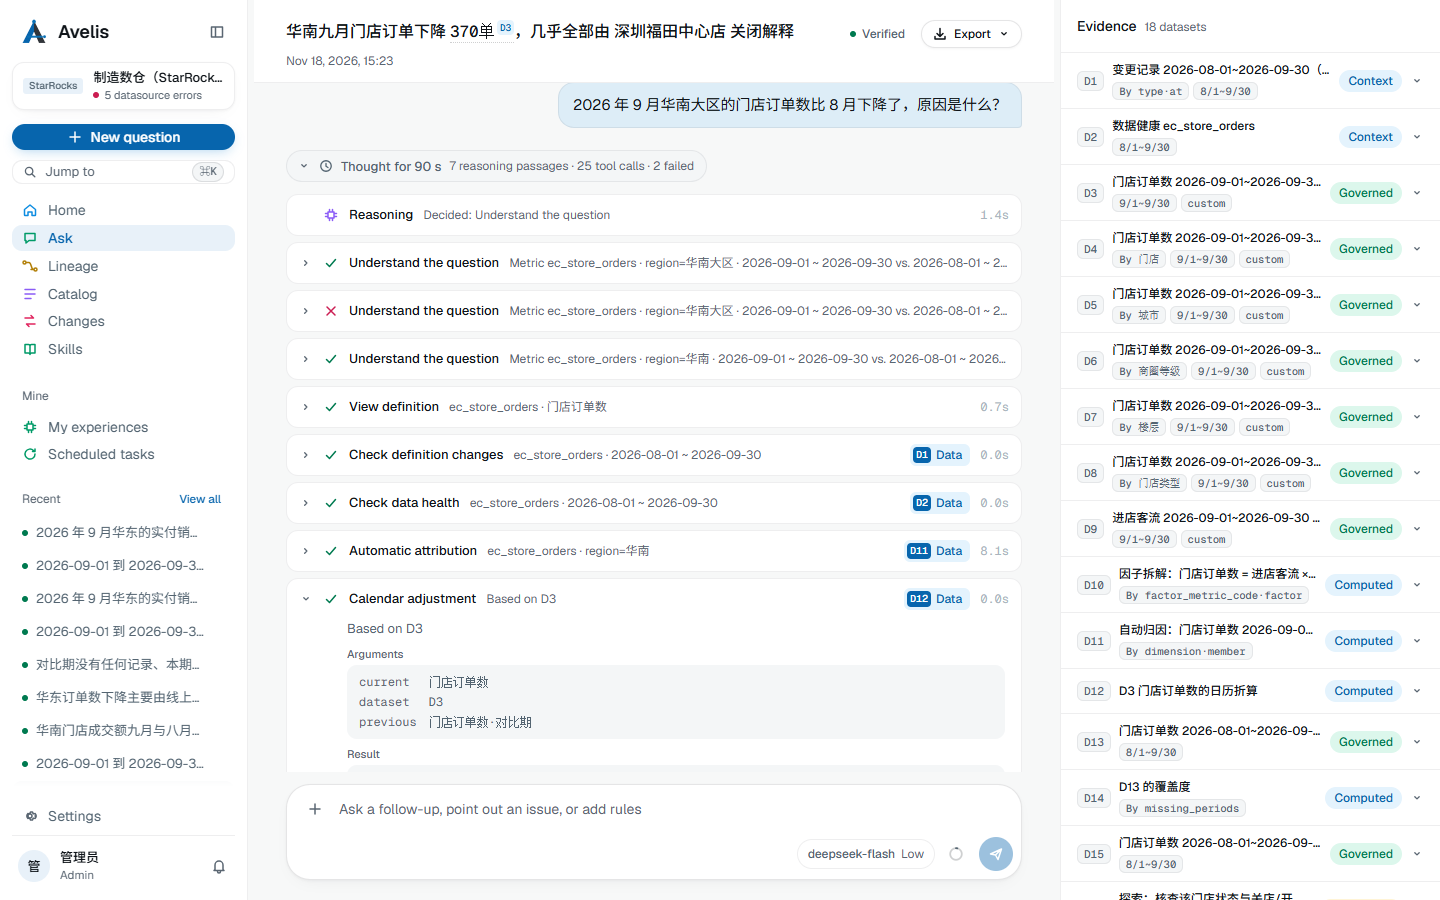 Avelis
StarRocks
制造数仓（StarRock...
5 datasource errors
New question
Jump to
⌘K
Home
Ask
Lineage
Catalog
Changes
Skills
Mine
My experiences
Scheduled tasks
Recent
View all
2026 年 9 月华东的实付销...
2026-09-01 到 2026-09-3...
2026 年 9 月华东的实付销...
2026-09-01 到 2026-09-3...
对比期没有任何记录、本期...
华东订单数下降主要由线上...
华南门店成交额九月与八月...
2026-09-01 到 2026-09-3...
Settings
管
管理员
Admin
华南九月门店订单下降 370单 D3，几乎全部由 深圳福田中心店 关闭解释
Nov 18, 2026, 15:23
Verified
Export
2026 年 9 月华南大区的门店订单数比 8 月下降了，原因是什么？
Thought for 90 s 7 reasoning passages · 25 tool calls · 2 failed
Reasoning Decided: Understand the question 1.4s
Understand the question Metric ec_store_orders · region=华南大区 · 2026-09-01 ~ 2026-09-30 vs. 2026-08-01 ~ 2...
Understand the question Metric ec_store_orders · region=华南大区 · 2026-09-01 ~ 2026-09-30 vs. 2026-08-01 ~ 2...
Understand the question Metric ec_store_orders · region=华南 · 2026-09-01 ~ 2026-09-30 vs. 2026-08-01 ~ 2026...
View definition ec_store_orders · 门店订单数 0.7s
Check definition changes ec_store_orders · 2026-08-01 ~ 2026-09-30 D1 Data 0.0s
Check data health ec_store_orders · 2026-08-01 ~ 2026-09-30 D2 Data 0.0s
Automatic attribution ec_store_orders · region=华南 D11 Data 8.1s
Calendar adjustment Based on D3 D12 Data 0.0s
Based on D3
Arguments
current 门店订单数
dataset D3
previous 门店订单数·对比期
Result
Ask a follow-up, point out an issue, or add rules
deepseek-flash Low
Evidence 18 datasets
D1 变更记录 2026-08-01~2026-09-30（... Context
By type·at 8/1~9/30
D2 数据健康 ec_store_orders Context
8/1~9/30
D3 门店订单数 2026-09-01~2026-09-3... Governed
9/1~9/30 custom
D4 门店订单数 2026-09-01~2026-09-3... Governed
By 门店 9/1~9/30 custom
D5 门店订单数 2026-09-01~2026-09-3... Governed
By 城市 9/1~9/30 custom
D6 门店订单数 2026-09-01~2026-09-3... Governed
By 商圈等级 9/1~9/30 custom
D7 门店订单数 2026-09-01~2026-09-3... Governed
By 楼层 9/1~9/30 custom
D8 门店订单数 2026-09-01~2026-09-3... Governed
By 门店类型 9/1~9/30 custom
D9 进店客流 2026-09-01~2026-09-30 ... Governed
9/1~9/30 custom
D10 因子拆解：门店订单数 = 进店客流 ×... Computed
By factor_metric_code·factor
D11 自动归因：门店订单数 2026-09-0... Computed
By dimension·member
D12 D3 门店订单数的日历折算 Computed
D13 门店订单数 2026-08-01~2026-09-... Governed
8/1~9/30
D14 D13 的覆盖度 Computed
By missing_periods
D15 门店订单数 2026-08-01~2026-09-... Governed
8/1~9/30
探索：核查该门店状态与关店/开